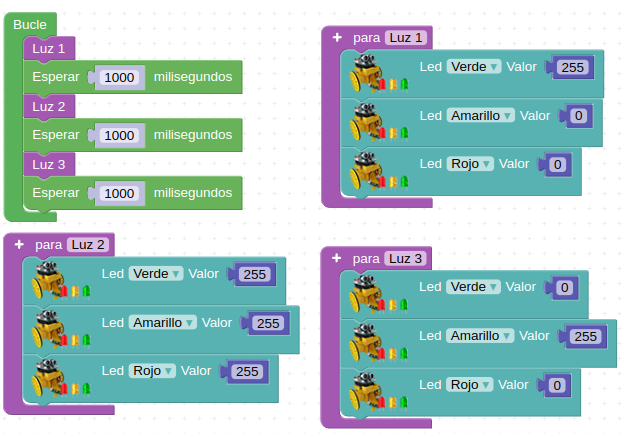 Bucle
Luz 1
Esperar 1000 milisegundos
Luz 2
Esperar 1000 milisegundos
Luz 3
Esperar 1000 milisegundos
+ para Luz 1
Led Verde ▾ Valor 255
Led Amarillo ▾ Valor 0
Led Rojo ▾ Valor 0
+ para Luz 2
Led Verde ▾ Valor 255
Led Amarillo ▾ Valor 255
Led Rojo ▾ Valor 255
+ para Luz 3
Led Verde ▾ Valor 0
Led Amarillo ▾ Valor 255
Led Rojo ▾ Valor 0